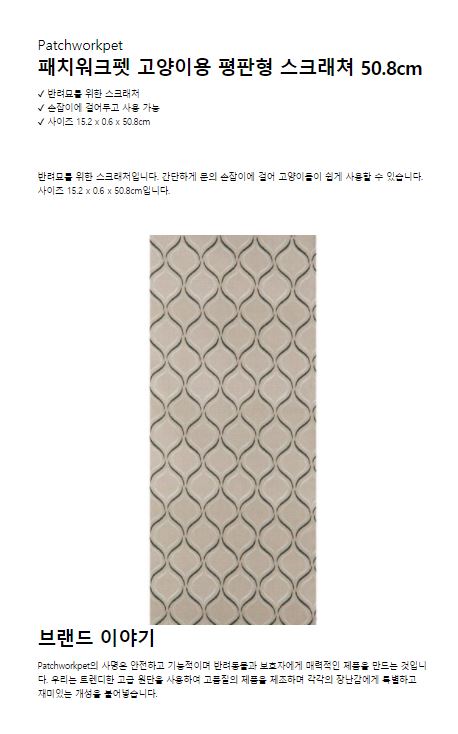 Patchworkpet
패치워크펫 고양이용 평판형 스크래쳐 50.8cm
✓ 반려묘를 위한 스크래처
✓ 손잡이에 걸어두고 사용 가능
✓ 사이즈 15.2 x 0.6 x 50.8cm
반려묘를 위한 스크래처입니다. 간단하게 문의 손잡이에 걸어 고양이들이 쉽게 사용할 수 있습니다.
사이즈 15.2 x 0.6 x 50.8cm입니다.
브랜드 이야기
Patchworkpet의 사명은 안전하고 기능적이며 반려동물과 보호자에게 매력적인 제품을 만드는 것입니
다. 우리는 트렌디한 고급 원단을 사용하여 고품질의 제품을 제조하며 각각의 장난감에게 특별하고
재미있는 개성을 불어넣습니다.